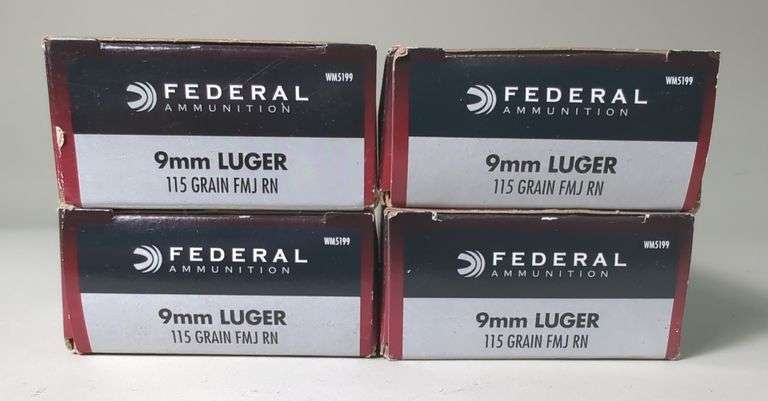 WM5199
FEDERAL
AMMUNITION
9mm LUGER
115 GRAIN FMJ RN
WM5199
FEDERAL
AMMUNITION
9mm LUGER
115 GRAIN FMJ RN
WM5199
FEDERAL
AMMUNITION
9mm LUGER
115 GRAIN FMJ RN
WM5199
FEDERAL
AMMUNITION
9mm LUGER
115 GRAIN FMJ RN